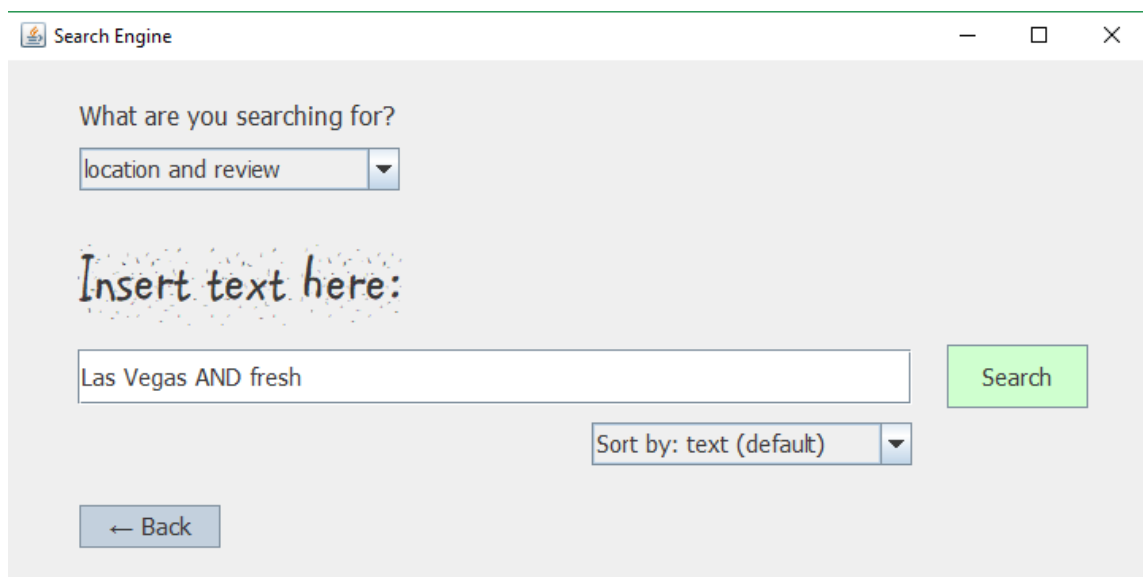 Search Engine
What are you searching for?
location and review
Insert text here:
Las Vegas AND fresh
Search
Sort by: text (default)
← Back